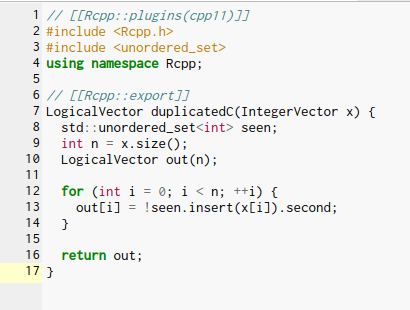 1 // [[Rcpp::plugins(cpp11)]]
2 #include <Rcpp.h>
3 #include <unordered_set>
4 using namespace Rcpp;
5
6 // [[Rcpp::export]]
7 LogicalVector duplicatedC(IntegerVector x) {
8   std::unordered_set<int> seen;
9   int n = x.size();
10   LogicalVector out(n);
11
12   for (int i = 0; i < n; ++i) {
13     out[i] = !seen.insert(x[i]).second;
14   }
15
16   return out;
17 }